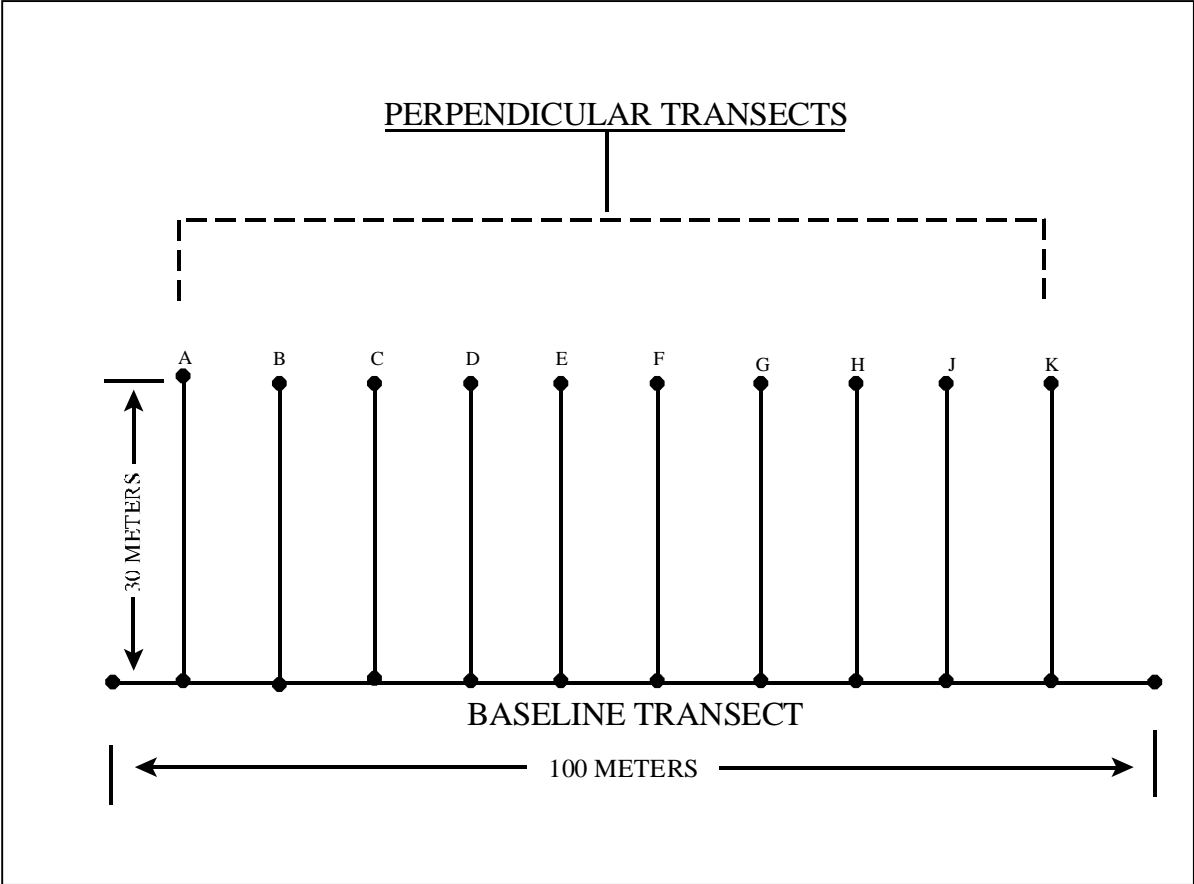 PERPENDICULAR TRANSECTS
A B C D E F G H J K
30 METERS
BASELINE TRANSECT
100 METERS